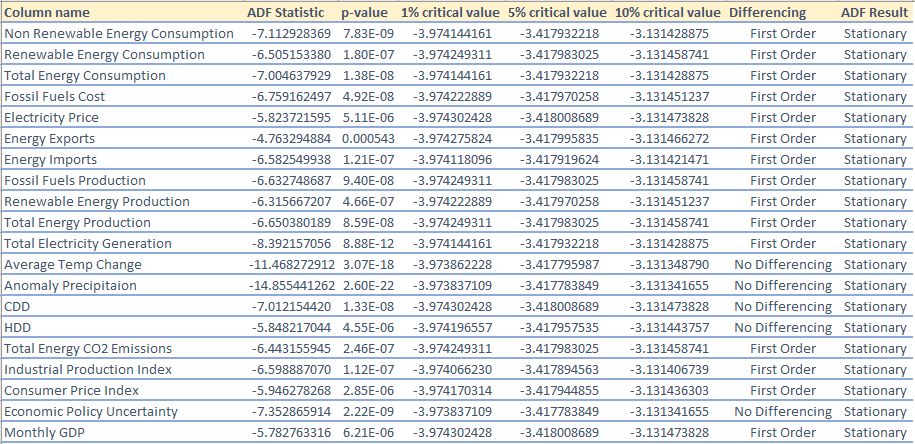 Column name ADF Statistic p-value 1% critical value 5% critical value 10% critical value Differencing ADF Result
Non Renewable Energy Consumption -7.112928369 7.83E-09 -3.974144161 -3.417932218 -3.131428875 First Order Stationary
Renewable Energy Consumption -6.505153380 1.80E-07 -3.974249311 -3.417983025 -3.131458741 First Order Stationary
Total Energy Consumption -7.004637929 1.38E-08 -3.974144161 -3.417932218 -3.131428875 First Order Stationary
Fossil Fuels Cost -6.759162497 4.92E-08 -3.974222889 -3.417970258 -3.131451237 First Order Stationary
Electricity Price -5.823721595 5.11E-06 -3.974302428 -3.418008689 -3.131473828 First Order Stationary
Energy Exports -4.763294884 0.000543 -3.974275824 -3.417995835 -3.131466272 First Order Stationary
Energy Imports -6.582549938 1.21E-07 -3.974118096 -3.417919624 -3.131421471 First Order Stationary
Fossil Fuels Production -6.632748687 9.40E-08 -3.974249311 -3.417983025 -3.131458741 First Order Stationary
Renewable Energy Production -6.315667207 4.66E-07 -3.974222889 -3.417970258 -3.131451237 First Order Stationary
Total Energy Production -6.650380189 8.59E-08 -3.974249311 -3.417983025 -3.131458741 First Order Stationary
Total Electricity Generation -8.392157056 8.88E-12 -3.974144161 -3.417932218 -3.131428875 First Order Stationary
Average Temp Change -11.468272912 3.07E-18 -3.973862228 -3.417795987 -3.131348790 No Differencing Stationary
Anomaly Precipitaion -14.855441262 2.60E-22 -3.973837109 -3.417783849 -3.131341655 No Differencing Stationary
CDD -7.012154420 1.33E-08 -3.974302428 -3.418008689 -3.131473828 No Differencing Stationary
HDD -5.848217044 4.55E-06 -3.974196557 -3.417957535 -3.131443757 No Differencing Stationary
Total Energy CO2 Emissions -6.443155945 2.46E-07 -3.974249311 -3.417983025 -3.131458741 First Order Stationary
Industrial Production Index -6.598887070 1.12E-07 -3.974066230 -3.417894563 -3.131406739 First Order Stationary
Consumer Price Index -5.946278268 2.85E-06 -3.974170314 -3.417944855 -3.131436303 First Order Stationary
Economic Policy Uncertainty -7.352865914 2.22E-09 -3.973837109 -3.417783849 -3.131341655 No Differencing Stationary
Monthly GDP -5.782763316 6.21E-06 -3.974302428 -3.418008689 -3.131473828 First Order Stationary